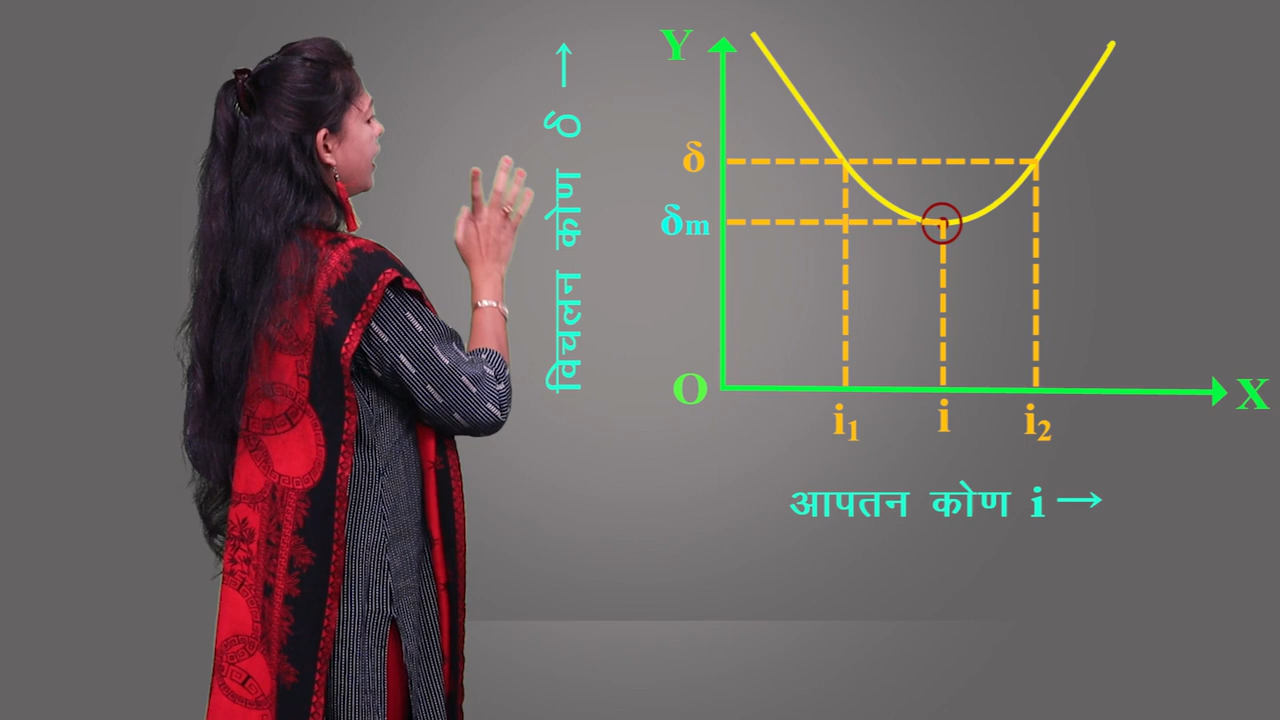 Y
विचलन कोण δ →
δ
δm
O
X
i₁ i i₂
आपतन कोण i →